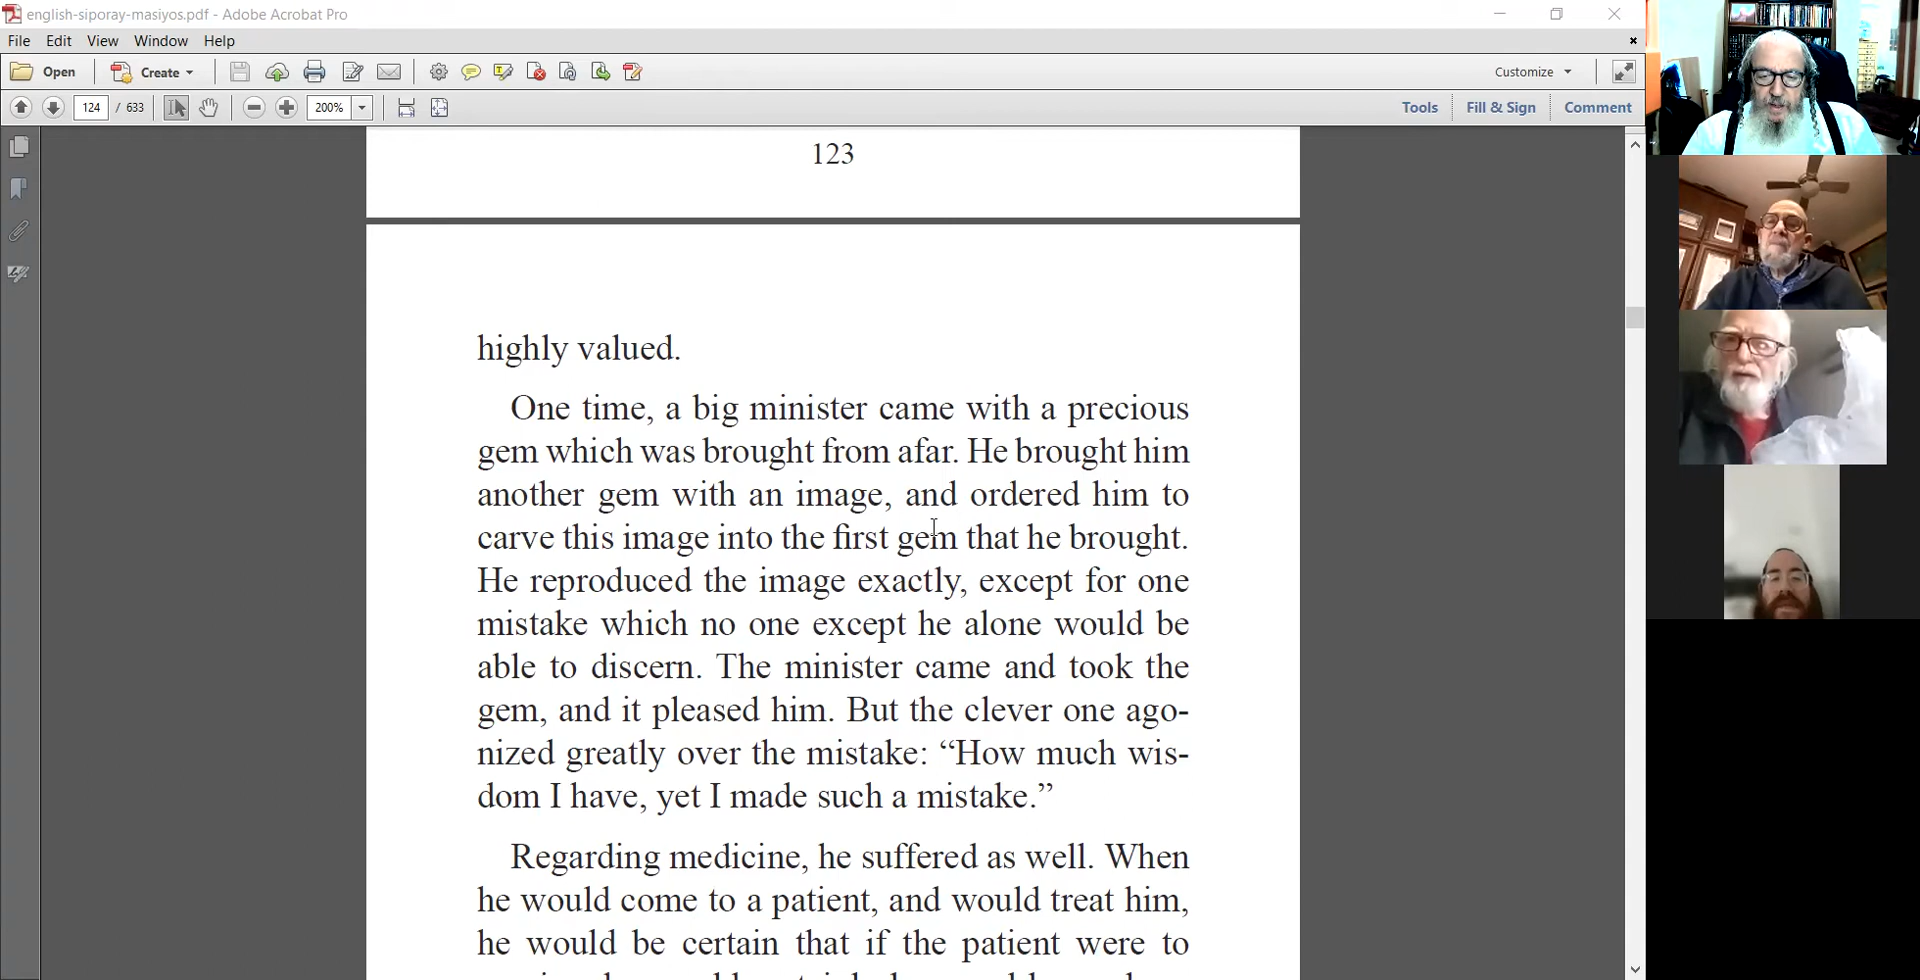 english-siporay-masiyos.pdf - Adobe Acrobat Pro
File Edit View Window Help
Open Create Customize
124 / 633 200% Tools Fill & Sign Comment
123
highly valued.
One time, a big minister came with a precious
gem which was brought from afar. He brought him
another gem with an image, and ordered him to
carve this image into the first gem that he brought.
He reproduced the image exactly, except for one
mistake which no one except he alone would be
able to discern. The minister came and took the
gem, and it pleased him. But the clever one ago-
nized greatly over the mistake: “How much wis-
dom I have, yet I made such a mistake.”
Regarding medicine, he suffered as well. When
he would come to a patient, and would treat him,
he would be certain that if the patient were to